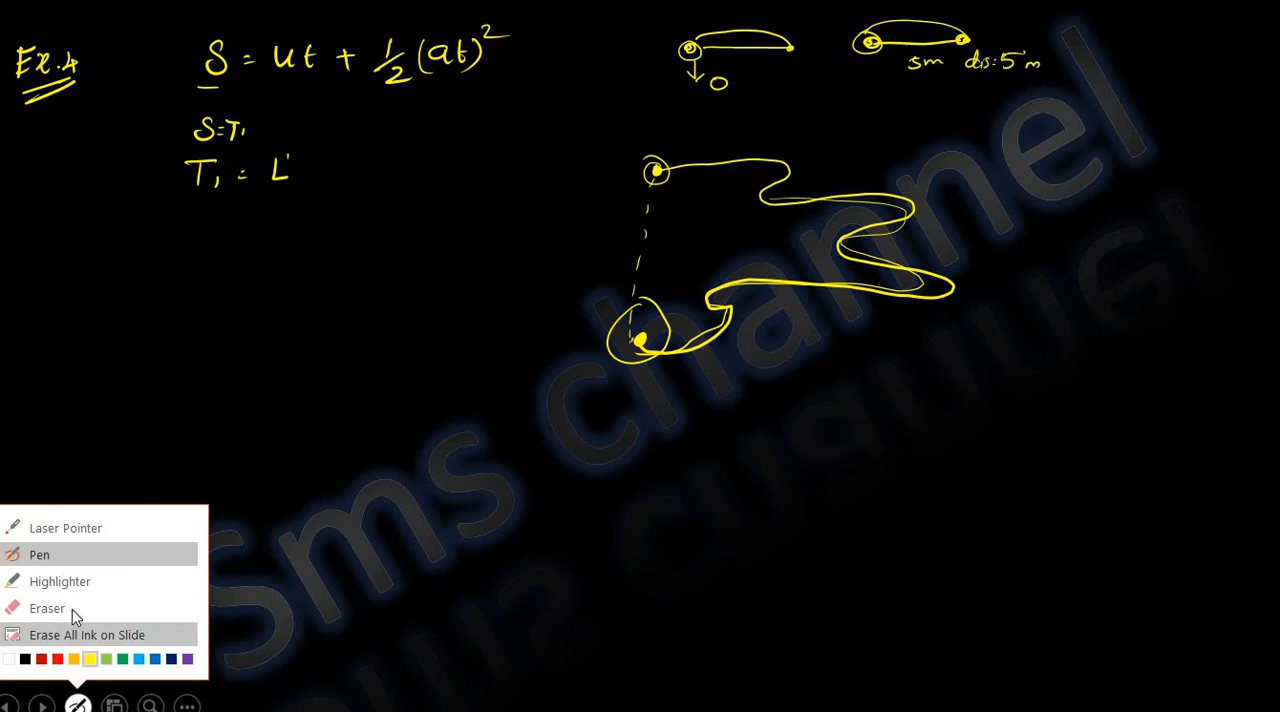 Ex.4
S = ut + 1/2 (at)²
S=T₁
T₁ = L'
0
5m dis=5m
Sms channel
Laser Pointer
Pen
Highlighter
Eraser
Erase All Ink on Slide